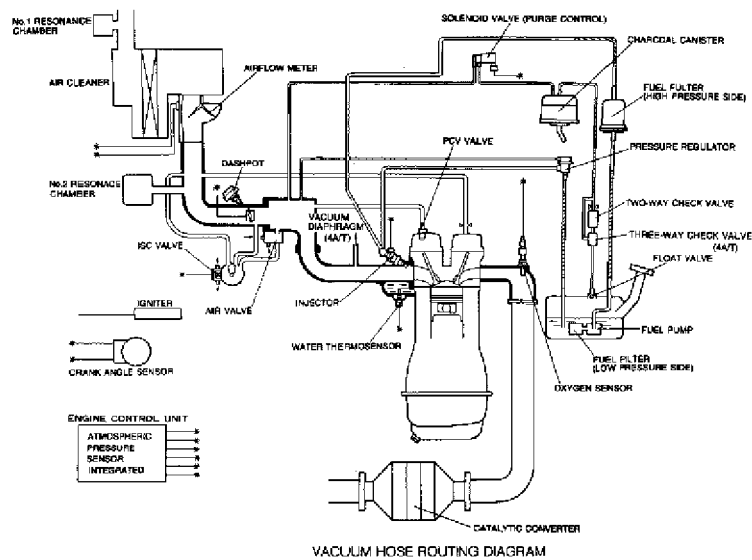 No.1 RESONANCE
CHAMBER
AIR CLEANER
AIRFLOW METER
SOLENOID VALVE (PURGE CONTROL)
CHARCOAL CANISTER
FUEL FULTER
(HIGH PRESSURE SIDE)
PCV VALVE
PRESSURE REGULATOR
DASHPOT
No.2 RESONACE
CHAMBER
VACUUM
DIAPHRAGM
(4A/T)
TWO-WAY CHECK VALVE
THREE-WAY CHECK VALVE
(4A/T)
FLOAT VALVE
ISC VALVE
AIR VALVE
INJECTOR
IGNITER
WATER THERMOSENSOR
FUEL PUMP
FUEL FILTER
(LOW PRESSURE SIDE)
OXYGEN SENSOR
CRANK ANGLE SENSOR
ENGINE CONTROL UNIT
ATMOSPHERIC
PRESSURE
SENSOR
INTEGRATED
CATALYTIC CONVERTER
VACUUM HOSE ROUTING DIAGRAM